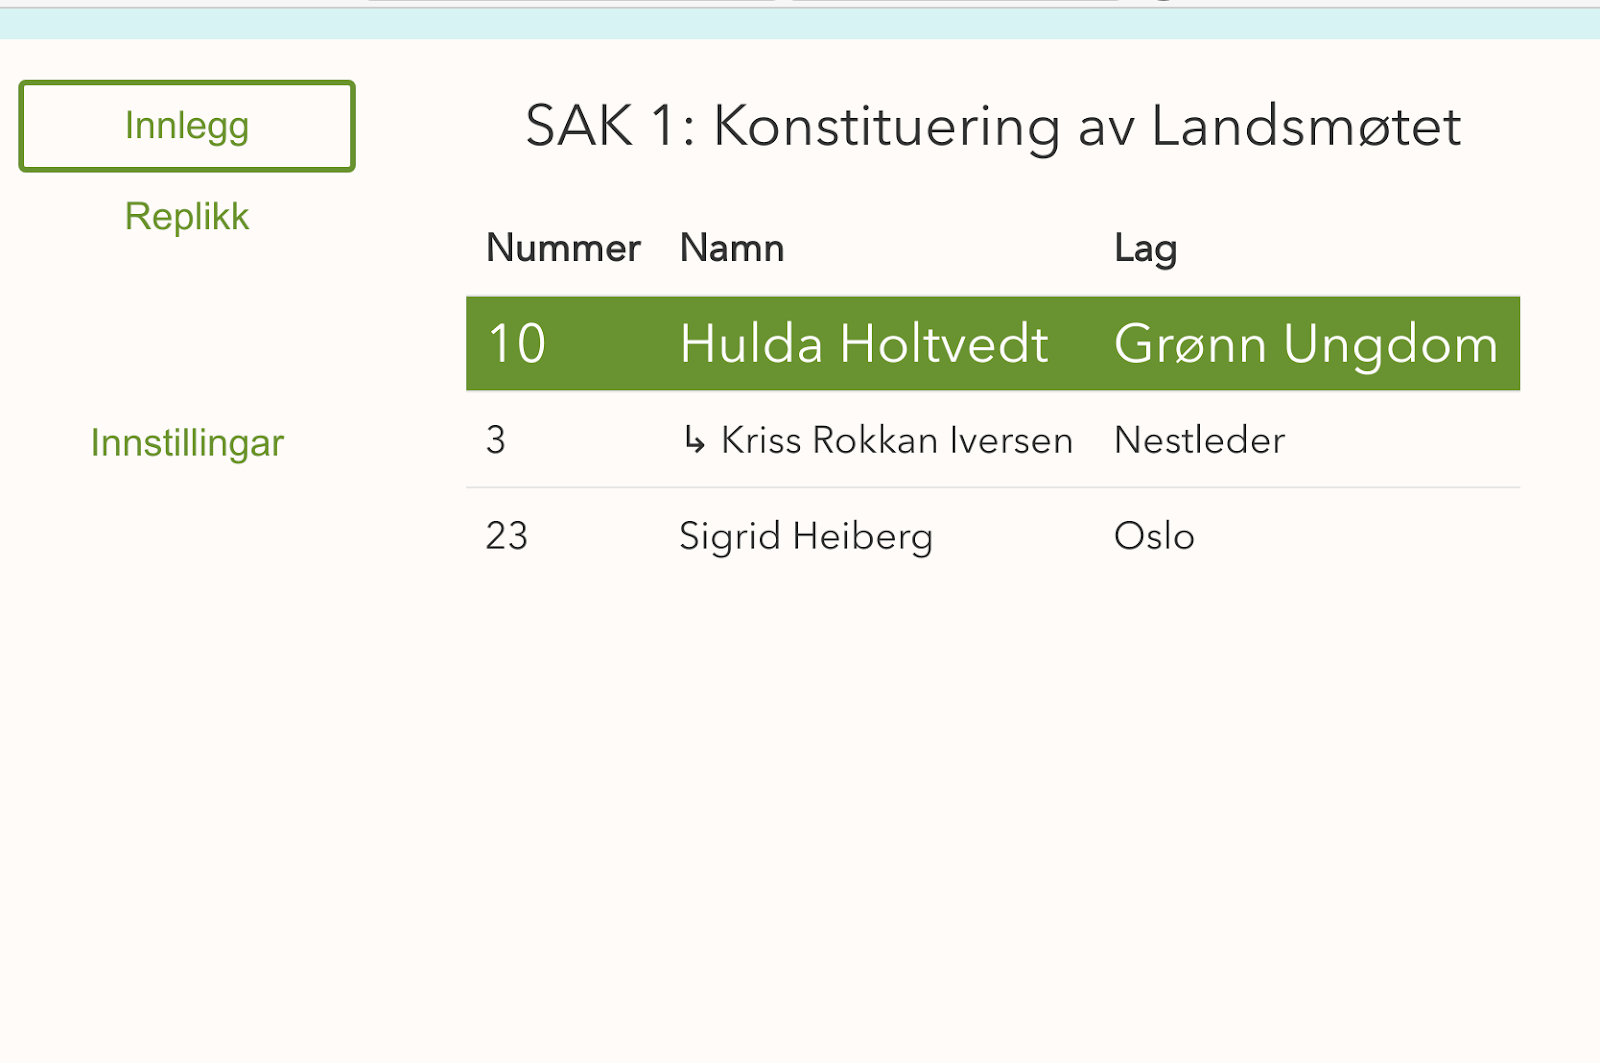 Innlegg
Replikk
Innstillingar
SAK 1: Konstituering av Landsmøtet
Nummer Namn Lag
10 Hulda Holtvedt Grønn Ungdom
3 ↳ Kriss Rokkan Iversen Nestleder
23 Sigrid Heiberg Oslo